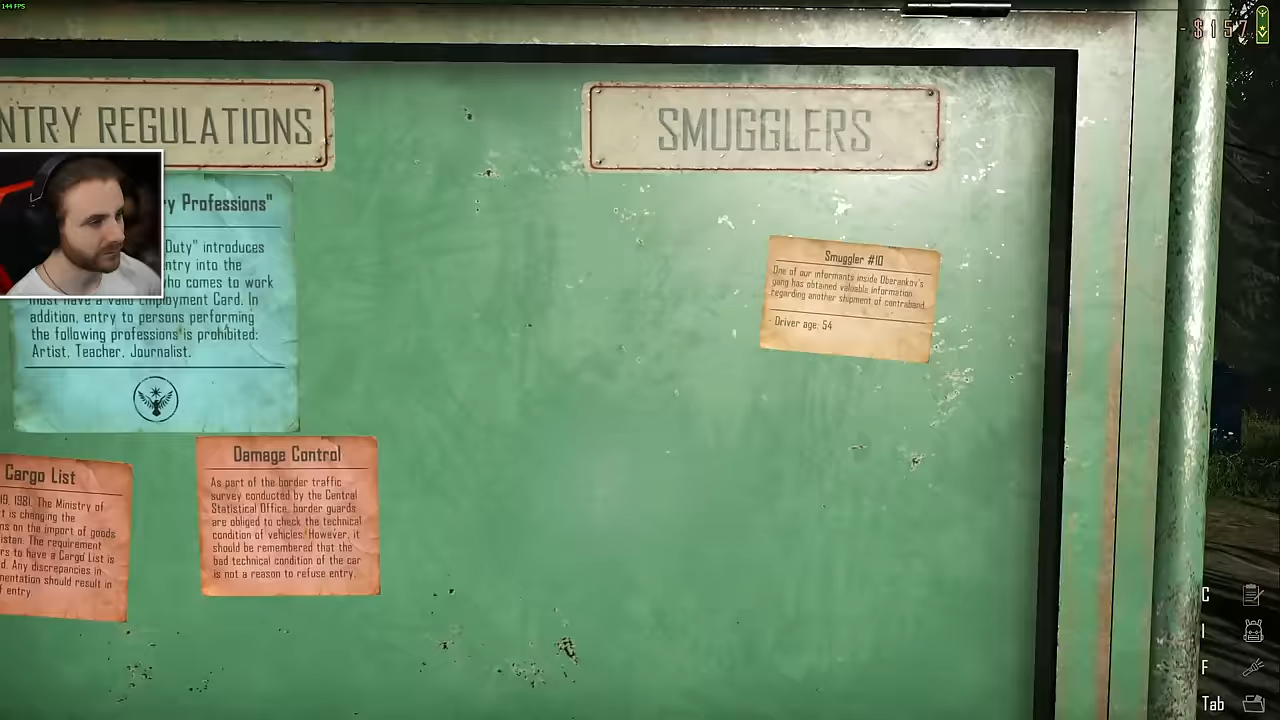 144 FPS
-$157
NTRY REGULATIONS
SMUGGLERS
ry Professions"
Duty" introduces
ntry into the
ho comes to work
must have a valid Employment Card. In
addition, entry to persons performing
the following professions is prohibited:
Artist, Teacher, Journalist.
Smuggler #10
One of our informants inside Oberankov's
gang has obtained valuable information
regarding another shipment of contraband.
- Driver age: 54
Cargo List
19, 1981, The Ministry of
t is changing the
ns on the import of goods
istan. The requirement
rs to have a Cargo List is
d. Any discrepancies in
mentation should result in
f entry.
Damage Control
As part of the border traffic
survey conducted by the Central
Statistical Office, border guards
are obliged to check the technical
condition of vehicles. However, it
should be remembered that the
bad technical condition of the car
is not a reason to refuse entry.
C
I
F
Tab